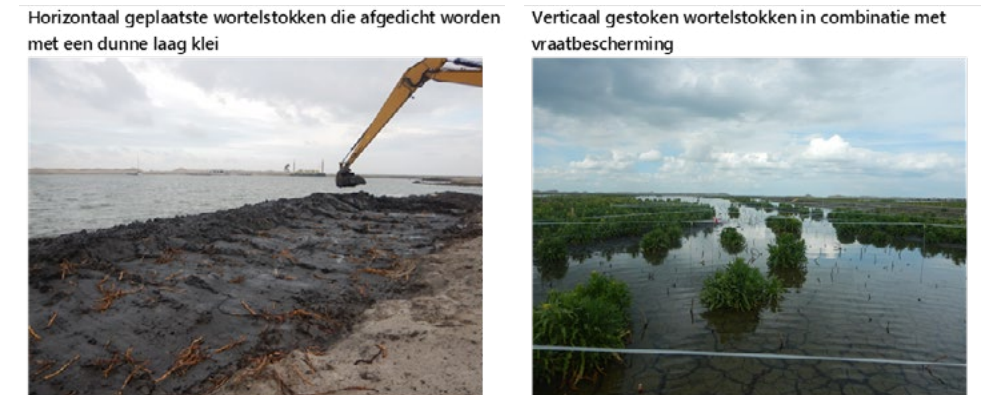 Horizontaal geplaatste wortelstokken die afgedicht worden
met een dunne laag klei
Verticaal gestoken wortelstokken in combinatie met
vraatbescherming